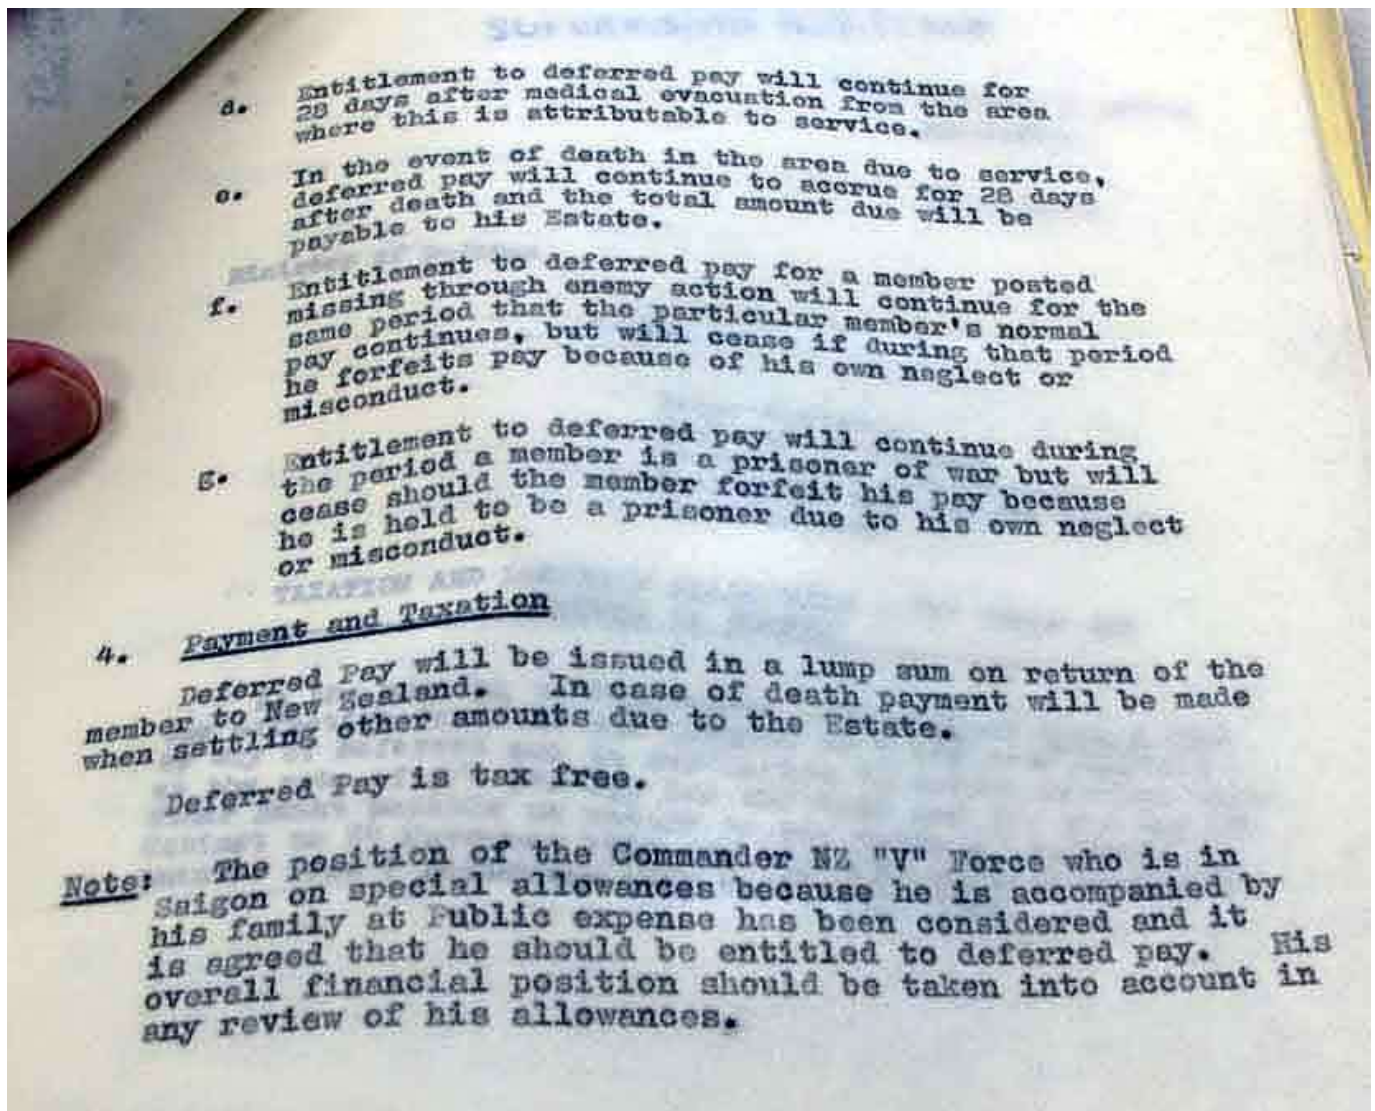 d. Entitlement to deferred pay will continue for
28 days after medical evacuation from the area
where this is attributable to service.
e. In the event of death in the area due to service,
deferred pay will continue to accrue for 28 days
after death and the total amount due will be
payable to his Estate.
f. Entitlement to deferred pay for a member posted
missing through enemy action will continue for the
same period that the particular member's normal
pay continues, but will cease if during that period
he forfeits pay because of his own neglect or
misconduct.
g. Entitlement to deferred pay will continue during
the period a member is a prisoner of war but will
cease should the member forfeit his pay because
he is held to be a prisoner due to his own neglect
or misconduct.
TAXATION AND
4. Payment and Taxation
Deferred Pay will be issued in a lump sum on return of the
member to New Zealand. In case of death payment will be made
when settling other amounts due to the Estate.
Deferred Pay is tax free.
Note: The position of the Commander NZ "V" Force who is in
Saigon on special allowances because he is accompanied by
his family at Public expense has been considered and it
is agreed that he should be entitled to deferred pay. His
overall financial position should be taken into account in
any review of his allowances.